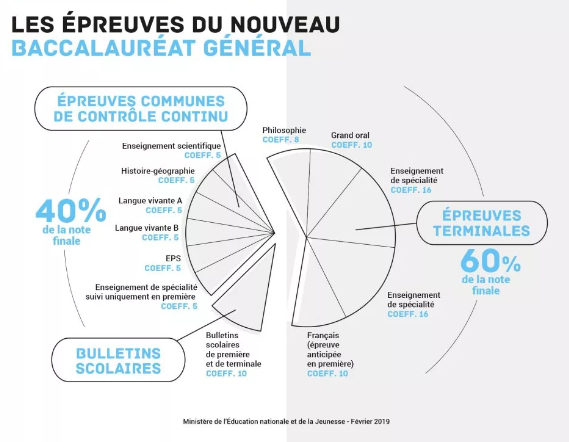 LES ÉPREUVES DU NOUVEAU
BACCALAURÉAT GÉNÉRAL
ÉPREUVES COMMUNES
DE CONTRÔLE CONTINU
Enseignement scientifique
COEFF. 5
Histoire-géographie
COEFF. 5
Langue vivante A
COEFF. 5
Langue vivante B
COEFF. 5
EPS
COEFF. 5
Enseignement de spécialité
suivi uniquement en première
COEFF. 5
40%
de la note
finale
BULLETINS
SCOLAIRES
Bulletins
scolaires
de première
et de terminale
COEFF. 10
Philosophie
COEFF. 8
Grand oral
COEFF. 10
Enseignement
de spécialité
COEFF. 16
ÉPREUVES
TERMINALES
60%
de la note
finale
Enseignement
de spécialité
COEFF. 16
Français
(épreuve
anticipée
en première)
COEFF. 10
Ministère de l'Éducation nationale et de la Jeunesse - Février 2019